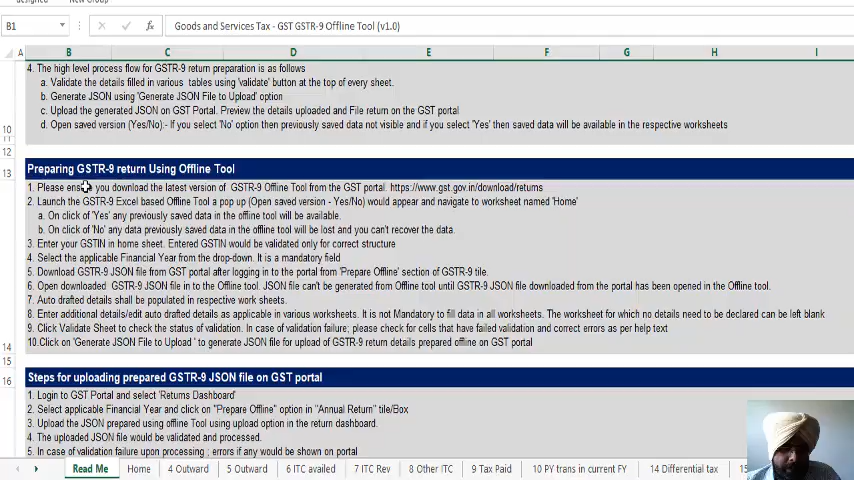 designed
New
B1
fx
Goods and Services Tax - GST GSTR-9 Offline Tool (v1.0)
A B C D E F G H I
4. The high level process flow for GSTR-9 return preparation is as follows
a. Validate the details filled in various tables using 'validate' button at the top of every sheet.
b. Generate JSON using 'Generate JSON File to Upload' option
c. Upload the generated JSON on GST Portal. Preview the details uploaded and File return on the GST portal
10 d. Open saved version (Yes/No):- If you select 'No' option then previously saved data not visible and if you select 'Yes' then saved data will be available in the respective worksheets
11
12
13 Preparing GSTR-9 return Using Offline Tool
1. Please ensure you download the latest version of GSTR-9 Offline Tool from the GST portal. https://www.gst.gov.in/download/returns
2. Launch the GSTR-9 Excel based Offline Tool a pop up (Open saved version - Yes/No) would appear and navigate to worksheet named 'Home'
a. On click of 'Yes' any previously saved data in the offline tool will be available.
b. On click of 'No' any data previously saved data in the offline tool will be lost and you can't recover the data.
3. Enter your GSTIN in home sheet. Entered GSTIN would be validated only for correct structure
4. Select the applicable Financial Year from the drop-down. It is a mandatory field
5. Download GSTR-9 JSON file from GST portal after logging in to the portal from 'Prepare Offline' section of GSTR-9 tile.
6. Open downloaded GSTR-9 JSON file in to the Offline tool. JSON file can't be generated from Offline tool until GSTR-9 JSON file downloaded from the portal has been opened in the Offline Tool.
7. Auto drafted details shall be populated in respective work sheets.
8. Enter additional details/edit auto drafted details as applicable in various worksheets. It is not Mandatory to fill data in all worksheets. The worksheet for which no details need to be declared can be left blank
9. Click Validate Sheet to check the status of validation. In case of validation failure; please check for cells that have failed validation and correct errors as per help text
14 10.Click on 'Generate JSON File to Upload ' to generate JSON file for upload of GSTR-9 return details prepared offline on GST portal
15
16 Steps for uploading prepared GSTR-9 JSON file on GST portal
1. Login to GST Portal and select 'Returns Dashboard'
2. Select applicable Financial Year and click on "Prepare Offline" option in "Annual Return" tile/Box
3. Upload the JSON prepared using offline Tool using upload option in the return dashboard.
4. The uploaded JSON file would be validated and processed.
5. In case of validation failure upon processing ; errors if any would be shown on portal
Read Me Home 4 Outward 5 Outward 6 ITC availed 7 ITC Rev 8 Other ITC 9 Tax Paid 10 PY trans in current FY 14 Differential tax